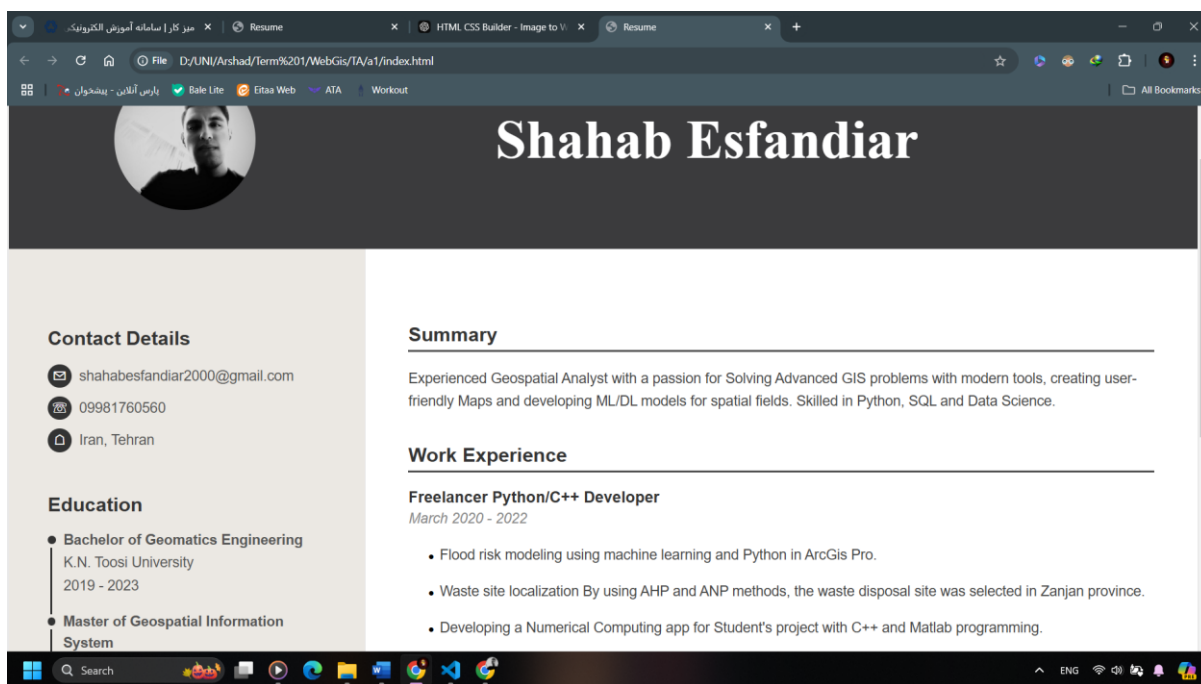 میز کار | سامانه آموزش الکترونیکی
Resume
HTML CSS Builder - Image to W
Resume
File D:/UNI/Arshad/Term%201/WebGis/TA/a1/index.html
پارس آنلاین - پیشخوان
Bale Lite
Eitaa Web
ATA
Workout
All Bookmarks
Shahab Esfandiar
Contact Details
shahabesfandiar2000@gmail.com
09981760560
Iran, Tehran
Education
Bachelor of Geomatics Engineering
K.N. Toosi University
2019 - 2023
Master of Geospatial Information
System
Summary
Experienced Geospatial Analyst with a passion for Solving Advanced GIS problems with modern tools, creating user-
friendly Maps and developing ML/DL models for spatial fields. Skilled in Python, SQL and Data Science.
Work Experience
Freelancer Python/C++ Developer
March 2020 - 2022
• Flood risk modeling using machine learning and Python in ArcGis Pro.
• Waste site localization By using AHP and ANP methods, the waste disposal site was selected in Zanjan province.
• Developing a Numerical Computing app for Student's project with C++ and Matlab programming.
Search
ENG